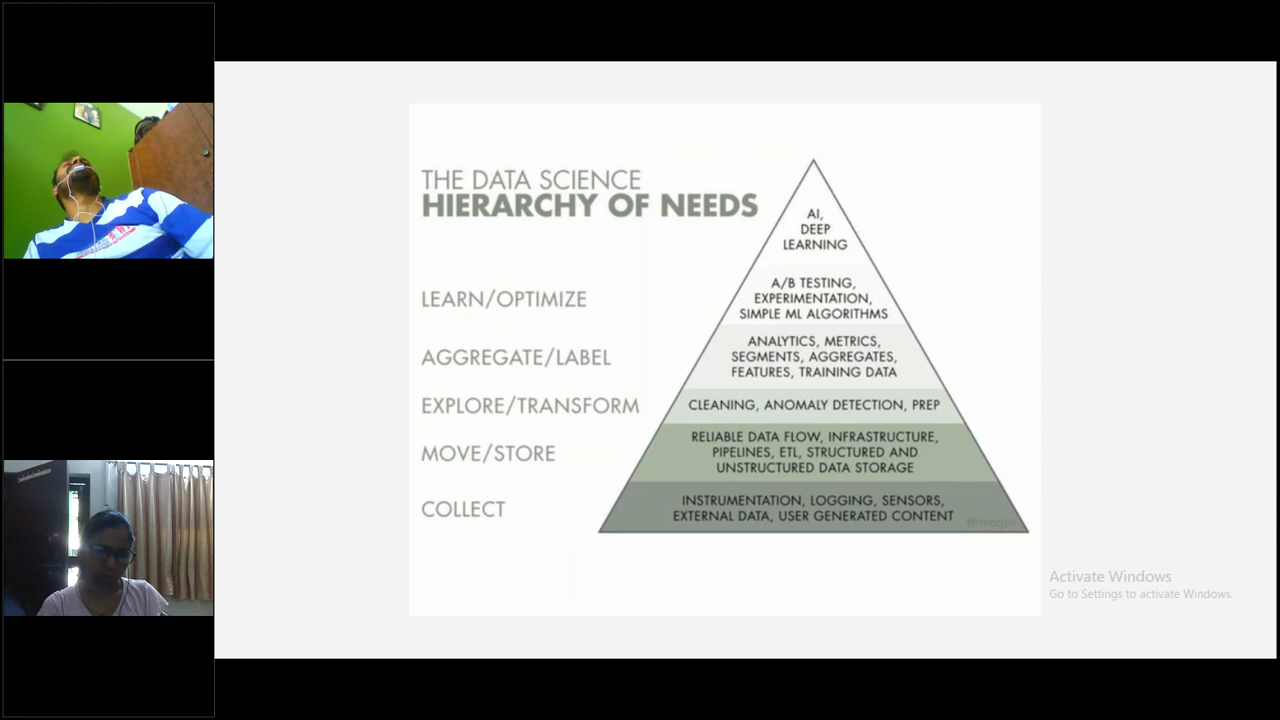 THE DATA SCIENCE
HIERARCHY OF NEEDS
AI,
DEEP
LEARNING
LEARN/OPTIMIZE
A/B TESTING,
EXPERIMENTATION,
SIMPLE ML ALGORITHMS
AGGREGATE/LABEL
ANALYTICS, METRICS,
SEGMENTS, AGGREGATES,
FEATURES, TRAINING DATA
EXPLORE/TRANSFORM
CLEANING, ANOMALY DETECTION, PREP
MOVE/STORE
RELIABLE DATA FLOW, INFRASTRUCTURE,
PIPELINES, ETL, STRUCTURED AND
UNSTRUCTURED DATA STORAGE
COLLECT
INSTRUMENTATION, LOGGING, SENSORS,
EXTERNAL DATA, USER GENERATED CONTENT
Activate Windows
Go to Settings to activate Windows.